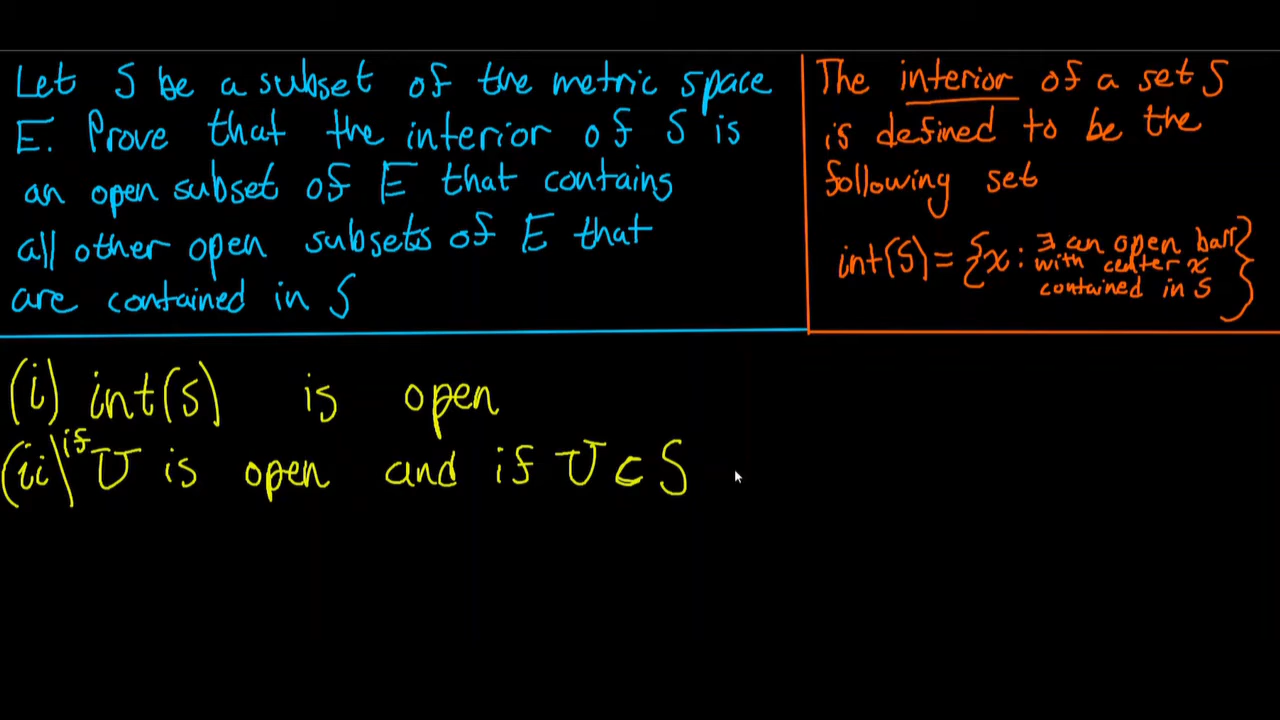 Let S be a subset of the metric space
E. Prove that the interior of S is
an open subset of E that contains
all other open subsets of E that
are contained in S
The interior of a set S
is defined to be the
following set
int(S) = {x : ∃ an open ball
with center x
contained in S }
(i) int(S) is open
(ii) if U is open and if U ⊂ S